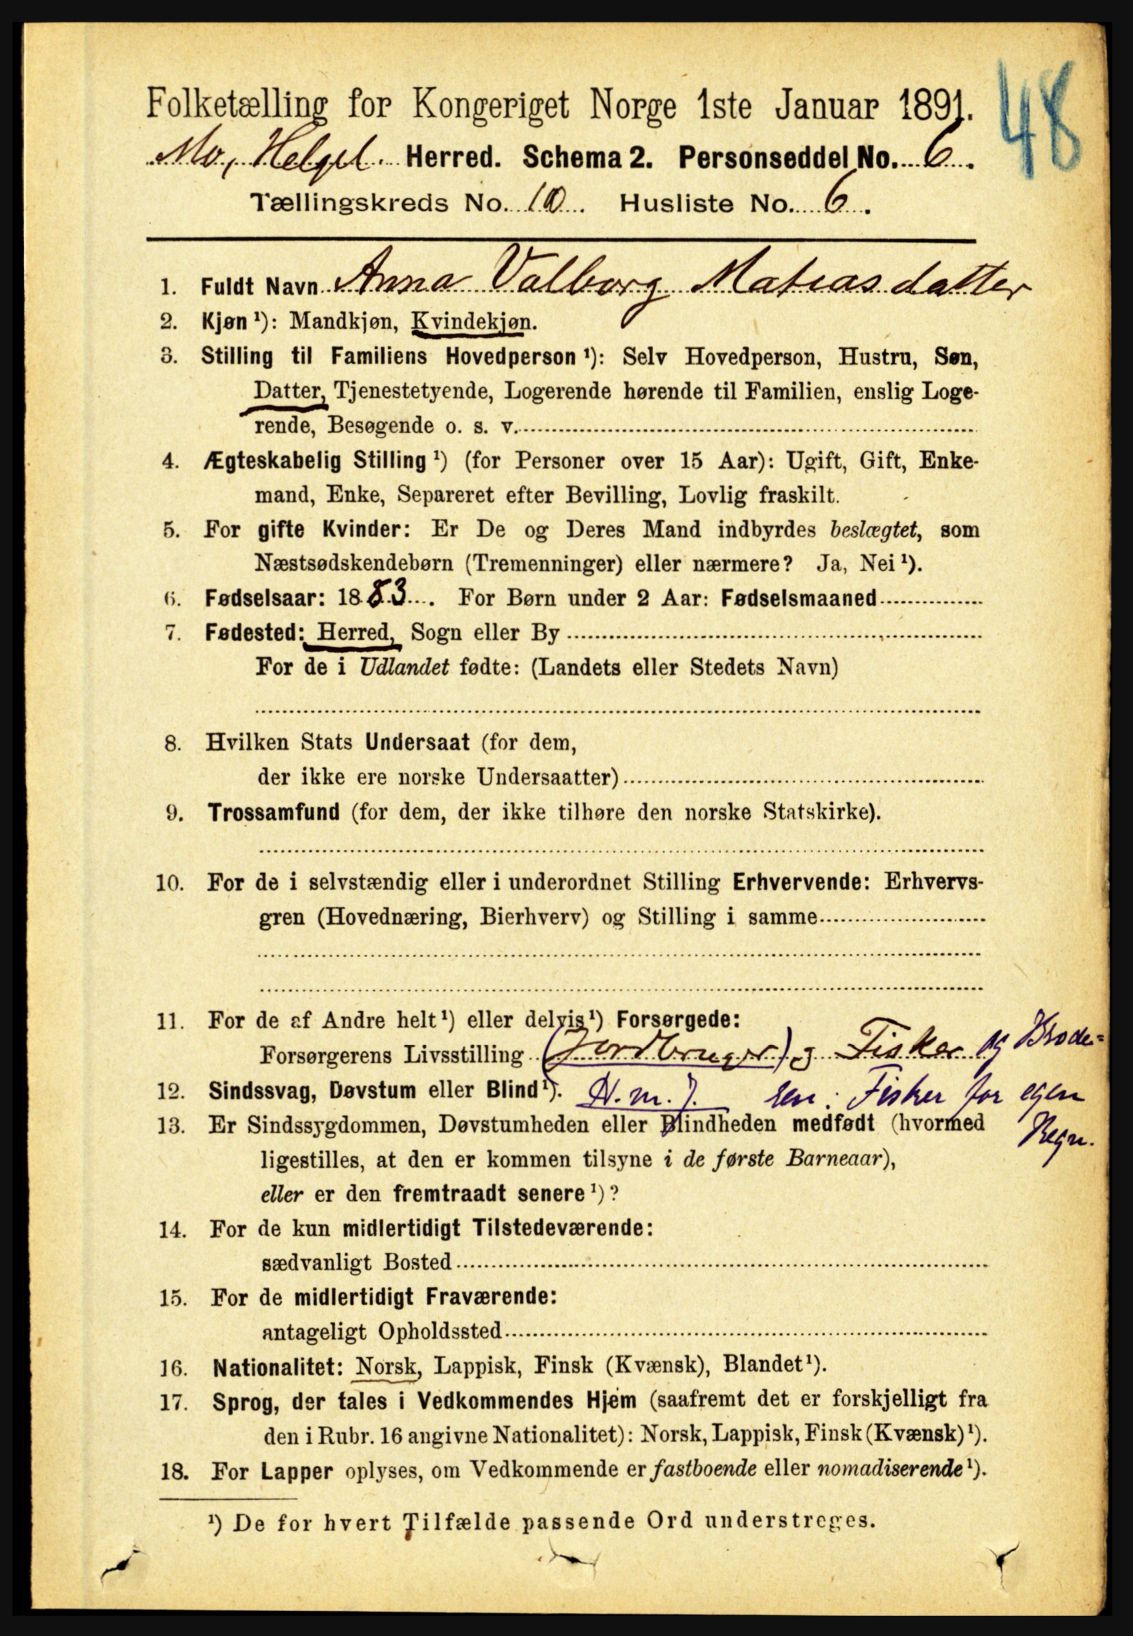 48
Folketælling for Kongeriget Norge 1ste Januar 1891.
Mo, Helgel. Herred. Schema 2. Personseddel No. 6.
Tællingskreds No. 10. Husliste No. 6.
1. Fuldt Navn Anna Valborg Matiasdatter
2. Kjøn ¹): Mandkjøn, Kvindekjøn.
3. Stilling til Familiens Hovedperson ¹): Selv Hovedperson, Hustru, Søn,
Datter, Tjenestetyende, Logerende hørende til Familien, enslig Loge-
rende, Besøgende o. s. v.
4. Ægteskabelig Stilling ¹) (for Personer over 15 Aar): Ugift, Gift, Enke-
mand, Enke, Separeret efter Bevilling, Lovlig fraskilt.
5. For gifte Kvinder: Er De og Deres Mand indbyrdes beslægtet, som
Næstsødskendebørn (Tremenninger) eller nærmere? Ja, Nei ¹).
6. Fødselsaar: 1883. For Børn under 2 Aar: Fødselsmaaned
7. Fødested: Herred, Sogn eller By
For de i Udlandet fødte: (Landets eller Stedets Navn)
8. Hvilken Stats Undersaat (for dem,
der ikke ere norske Undersaatter)
9. Trossamfund (for dem, der ikke tilhøre den norske Statskirke).
10. For de i selvstændig eller i underordnet Stilling Erhvervende: Erhvervs-
gren (Hovednæring, Bierhverv) og Stilling i samme
11. For de af Andre helt ¹) eller delvis ¹) Forsørgede:
Forsørgerens Livsstilling (Jordbruger) g Fisker og Brode=
12. Sindssvag, Døvstum eller Blind ¹). N. m. J. ren: Fisker for egen
13. Er Sindssygdommen, Døvstumheden eller Blindheden medfødt (hvormed Regn.
ligestilles, at den er kommen tilsyne i de første Barneaar),
eller er den fremtraadt senere ¹)?
14. For de kun midlertidigt Tilstedeværende:
sædvanligt Bosted
15. For de midlertidigt Fraværende:
antageligt Opholdssted
16. Nationalitet: Norsk, Lappisk, Finsk (Kvænsk), Blandet ¹).
17. Sprog, der tales i Vedkommendes Hjem (saafremt det er forskjelligt fra
den i Rubr. 16 angivne Nationalitet): Norsk, Lappisk, Finsk (Kvænsk) ¹).
18. For Lapper oplyses, om Vedkommende er fastboende eller nomadiserende ¹).
¹) De for hvert Tilfælde passende Ord understreges.